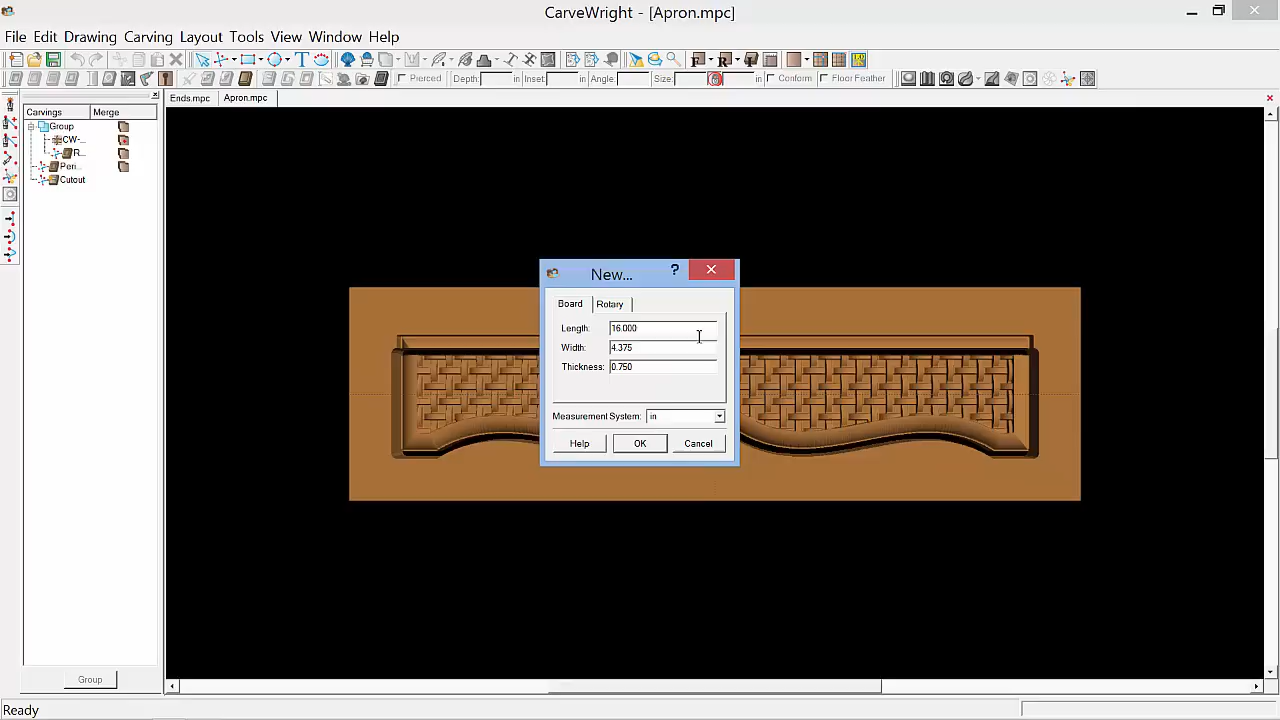 CarveWright - [Apron.mpc]
File Edit Drawing Carving Layout Tools View Window Help
Pierced Depth: in Inset: in Angle: Size: in Conform Floor Feather
Ends.mpc Apron.mpc
Carvings Merge
Group
CW-...
R...
Peri...
Cutout
New...
Board Rotary
Length: 16.000
Width: 4.375
Thickness: 0.750
Measurement System: in
Help OK Cancel
Group
Ready